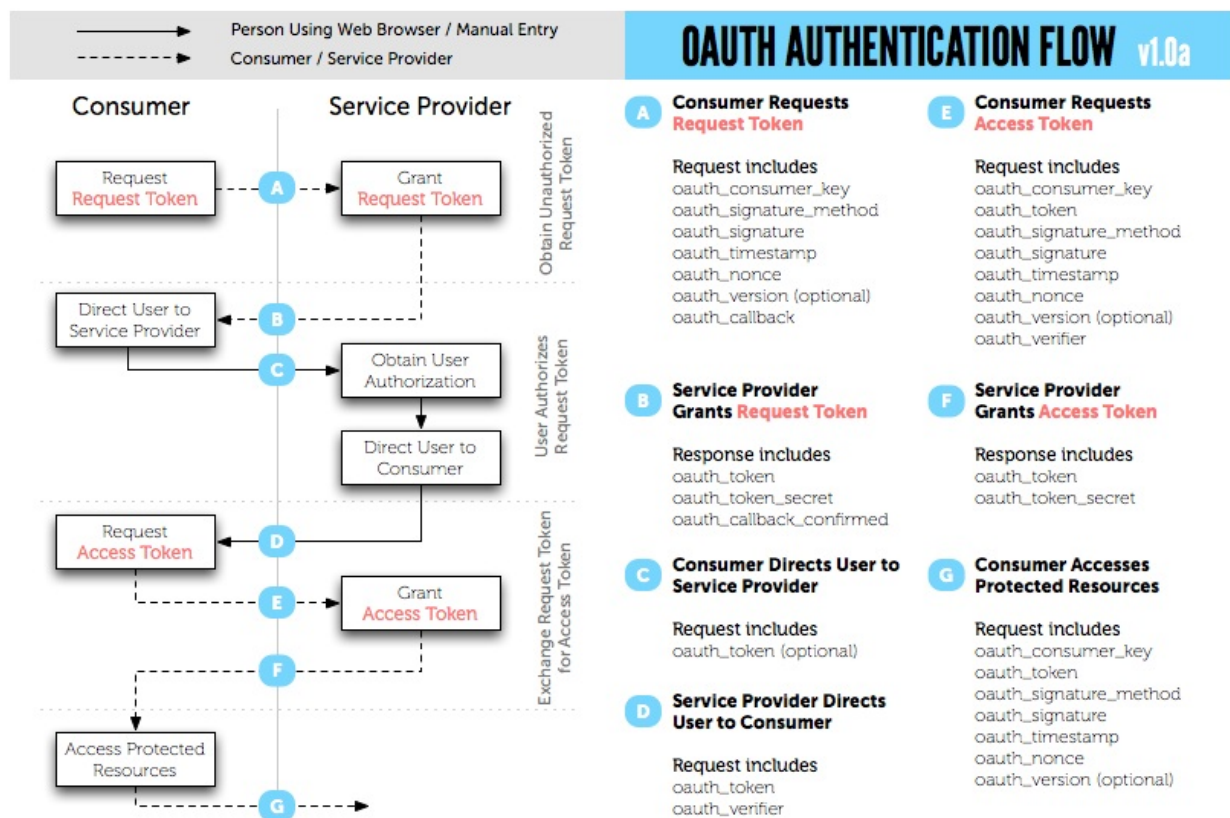 Person Using Web Browser / Manual Entry
Consumer / Service Provider
OAUTH AUTHENTICATION FLOW v1.0a
Consumer
Service Provider
Request
Request Token
A
Grant
Request Token
Obtain Unauthorized
Request Token
Direct User to
Service Provider
B
C
Obtain User
Authorization
Direct User to
Consumer
User Authorizes
Request Token
Request
Access Token
D
E
Grant
Access Token
F
Exchange Request Token
for Access Token
Access Protected
Resources
G
A
Consumer Requests
Request Token
Request includes
oauth_consumer_key
oauth_signature_method
oauth_signature
oauth_timestamp
oauth_nonce
oauth_version (optional)
oauth_callback
B
Service Provider
Grants Request Token
Response includes
oauth_token
oauth_token_secret
oauth_callback_confirmed
C
Consumer Directs User to
Service Provider
Request includes
oauth_token (optional)
D
Service Provider Directs
User to Consumer
Request includes
oauth_token
oauth_verifier
E
Consumer Requests
Access Token
Request includes
oauth_consumer_key
oauth_token
oauth_signature_method
oauth_signature
oauth_timestamp
oauth_nonce
oauth_version (optional)
oauth_verifier
F
Service Provider
Grants Access Token
Response includes
oauth_token
oauth_token_secret
G
Consumer Accesses
Protected Resources
Request includes
oauth_consumer_key
oauth_token
oauth_signature_method
oauth_signature
oauth_timestamp
oauth_nonce
oauth_version (optional)